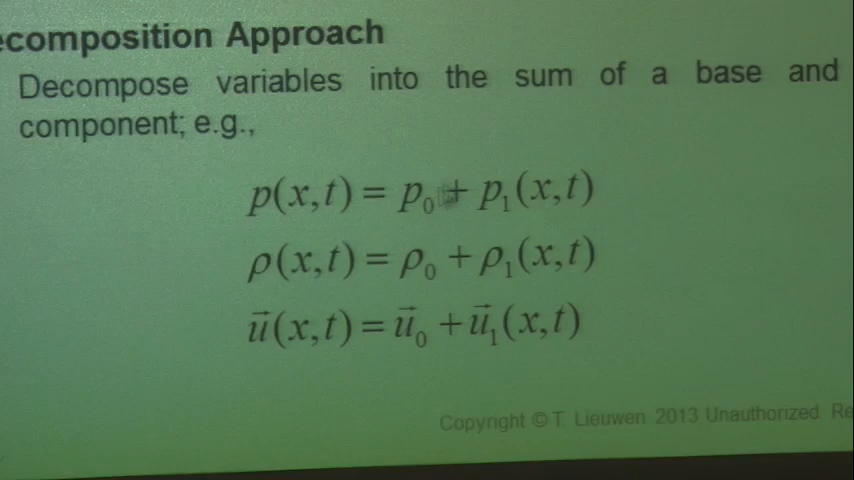 ecomposition Approach
Decompose variables into the sum of a base and
component; e.g.,
p(x,t) = p₀ + p₁(x,t)
ρ(x,t) = ρ₀ + ρ₁(x,t)
u⃗(x,t) = u⃗₀ + u⃗₁(x,t)
Copyright © T. Lieuwen 2013 Unauthorized Re